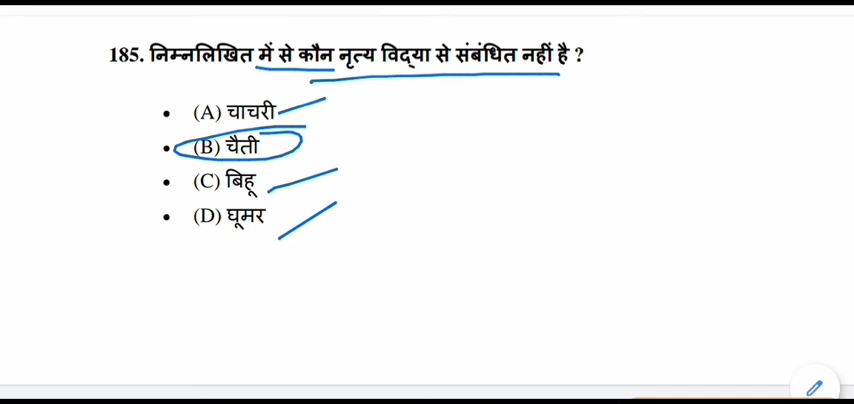 185. निम्नलिखित में से कौन नृत्य विद्या से संबंधित नहीं है ?
• (A) चाचरी
• (B) चैती
• (C) बिहू
• (D) घूमर